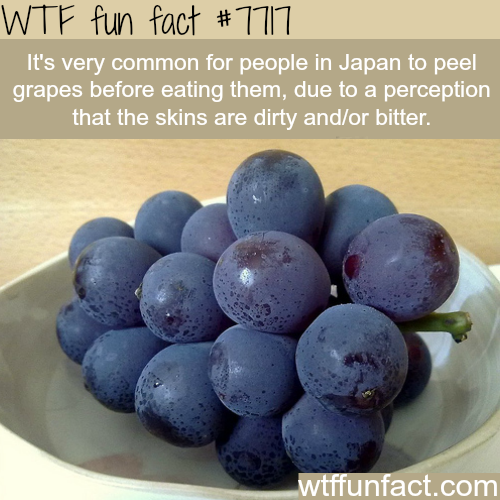 WTF fun fact #7717
It's very common for people in Japan to peel
grapes before eating them, due to a perception
that the skins are dirty and/or bitter.
wtffunfact.com